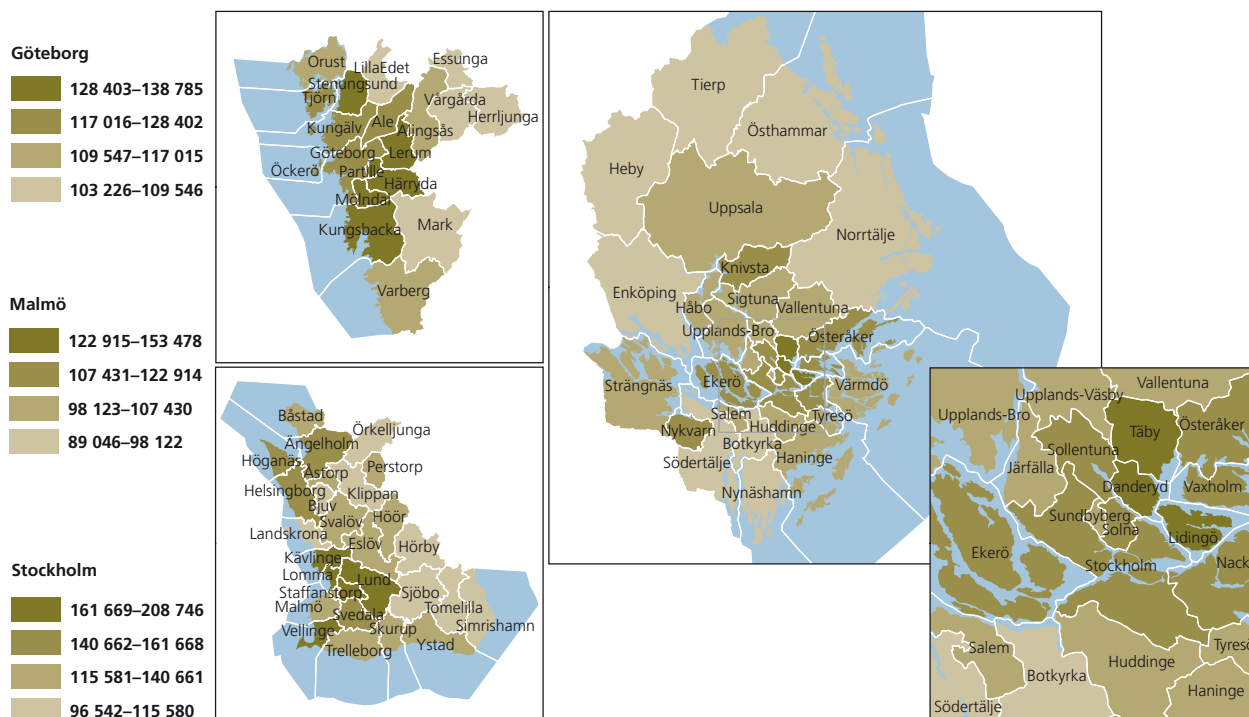 Göteborg
128 403–138 785
117 016–128 402
109 547–117 015
103 226–109 546
Malmö
122 915–153 478
107 431–122 914
98 123–107 430
89 046–98 122
Stockholm
161 669–208 746
140 662–161 668
115 581–140 661
96 542–115 580
Orust
LillaEdet
Essunga
Stenungsund
Tjörn
Vårgårda
Herrljunga
Kungälv
Ale
Alingsås
Göteborg
Lerum
Öckerö
Partille
Härryda
Mölndal
Kungsbacka
Mark
Varberg
Båstad
Örkelljunga
Ängelholm
Höganäs
Åstorp
Perstorp
Helsingborg
Klippan
Bjuv
Svalöv
Höör
Landskrona
Eslöv
Hörby
Kävlinge
Lomma
Lund
Staffanstorp
Sjöbo
Malmö
Tomelilla
Svedala
Simrishamn
Vellinge
Skurup
Ystad
Trelleborg
Tierp
Östhammar
Heby
Uppsala
Norrtälje
Knivsta
Enköping
Håbo
Sigtuna
Vallentuna
Upplands-Bro
Österåker
Strängnäs
Ekerö
Värmdö
Salem
Tyresö
Nykvarn
Huddinge
Botkyrka
Södertälje
Haninge
Nynäshamn
Vallentuna
Upplands-Väsby
Upplands-Bro
Täby
Österåker
Sollentuna
Järfälla
Danderyd
Vaxholm
Sundbyberg
Solna
Lidingö
Ekerö
Stockholm
Nack
Tyresö
Salem
Huddinge
Botkyrka
Haninge
Södertälje